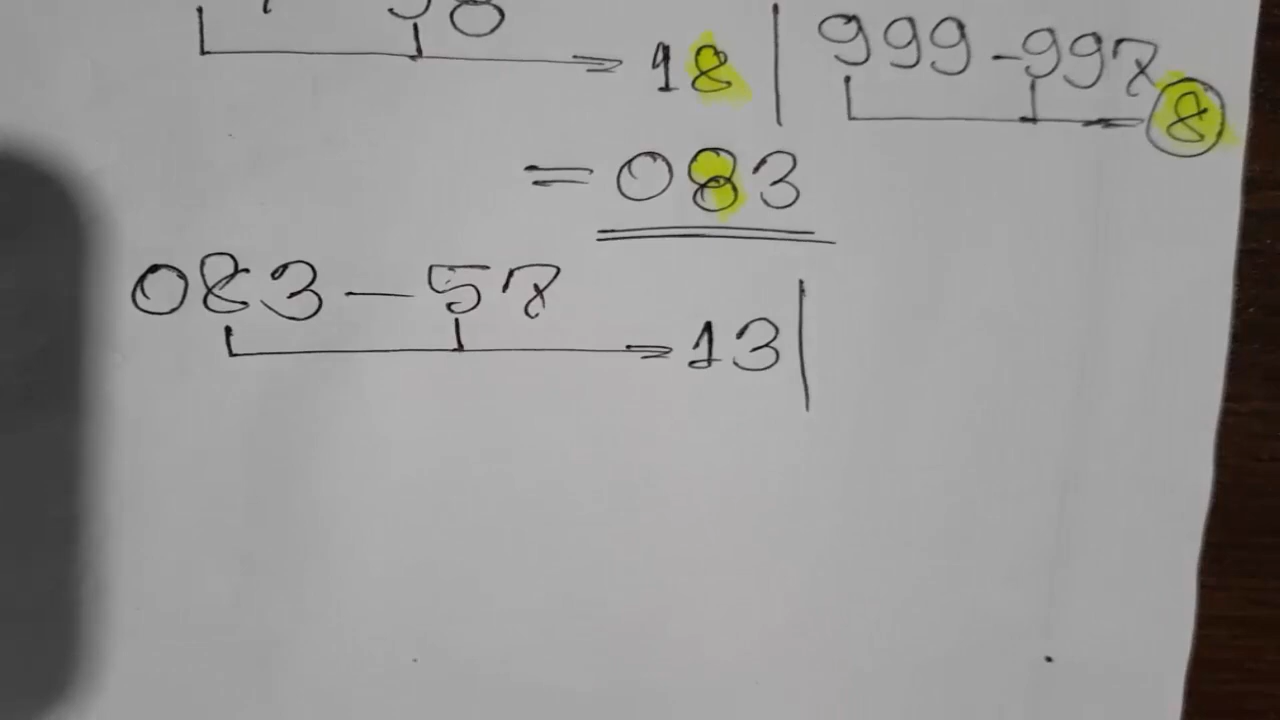 18 | 999-997
8
= 083
083-57
13 |